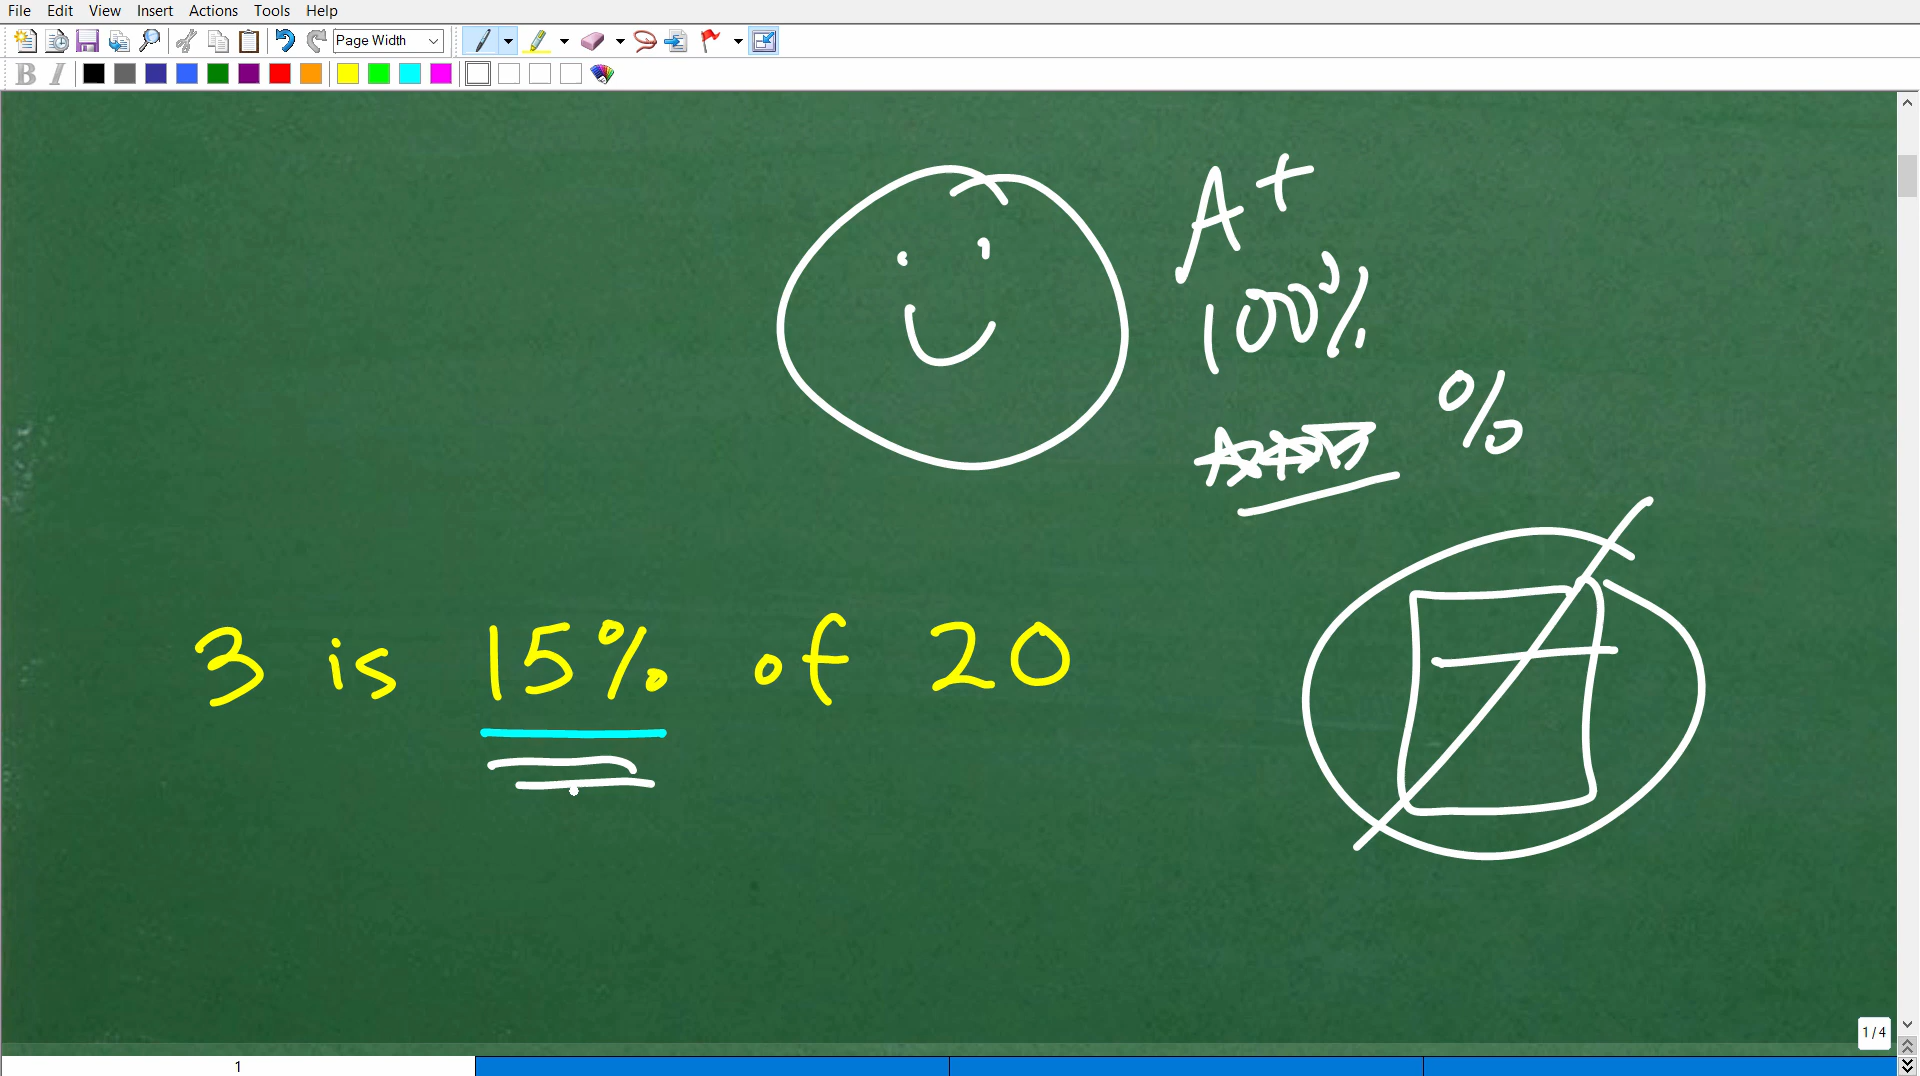 File Edit View Insert Actions Tools Help
Page Width
B I
A+
100%
%
3 is 15% of 20
1 / 4
1